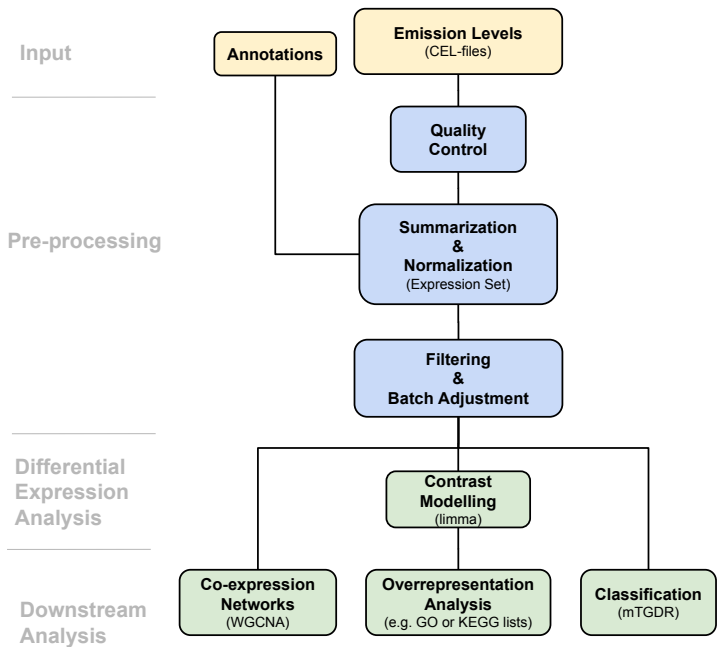 Input
Annotations
Emission Levels
(CEL-files)
Quality
Control
Pre-processing
Summarization
&
Normalization
(Expression Set)
Filtering
&
Batch Adjustment
Differential
Expression
Analysis
Contrast
Modelling
(limma)
Downstream
Analysis
Co-expression
Networks
(WGCNA)
Overrepresentation
Analysis
(e.g. GO or KEGG lists)
Classification
(mTGDR)